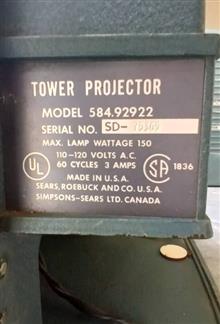 TOWER PROJECTOR
MODEL 584.92922
SERIAL NO. SD-
MAX. LAMP WATTAGE 150
110-120 VOLTS A.C.
60 CYCLES 3 AMPS
UL
SA 1836
MADE IN U.S.A.
SEARS, ROEBUCK AND CO. U.S.A.
SIMPSONS-SEARS LTD. CANADA